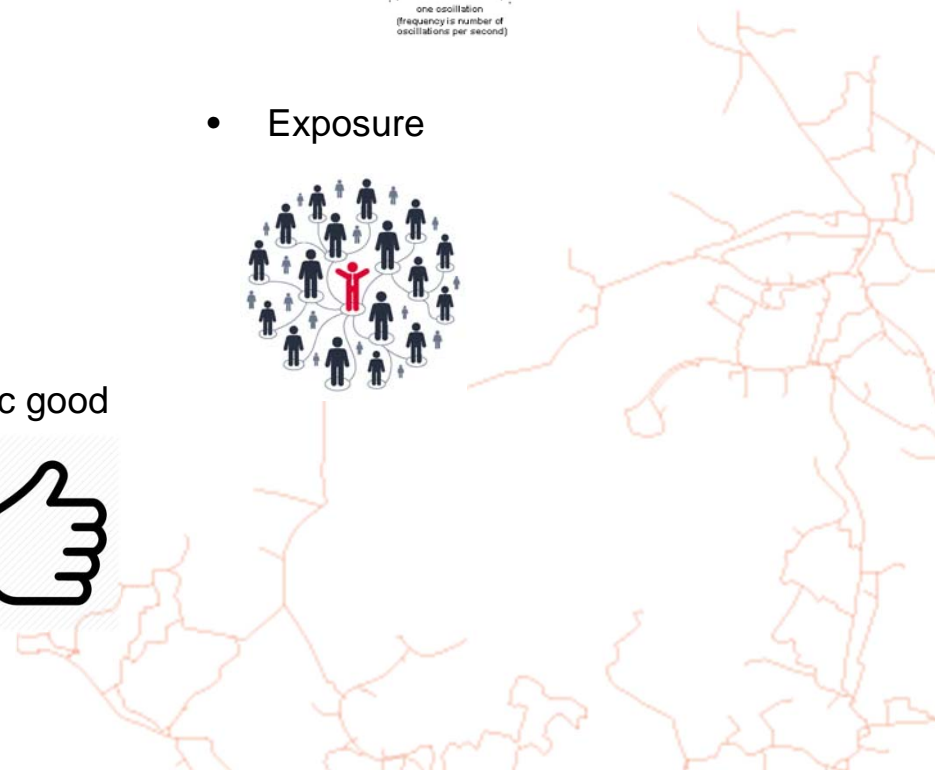 one oscillation
(frequency is number of
oscillations per second)
• Exposure
c good